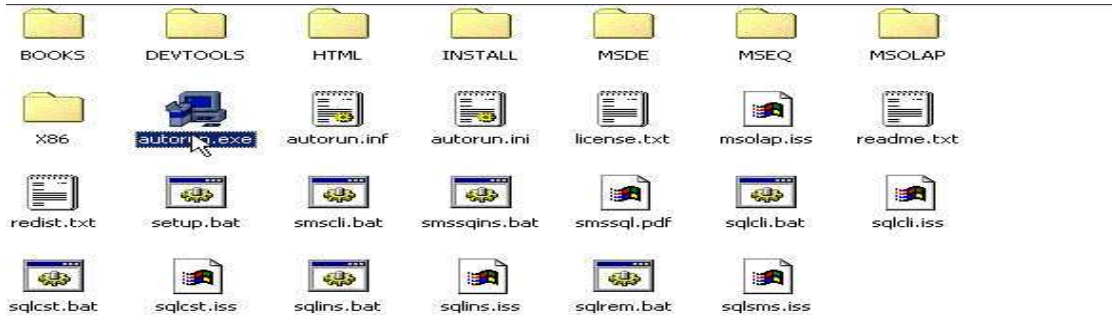 BOOKS DEVTOOLS HTML INSTALL MSDE MSEQ MSOLAP
X86 autorun.exe autorun.inf autorun.ini license.txt msolap.iss readme.txt
redist.txt setup.bat smscli.bat smssqins.bat smssql.pdf sqlcli.bat sqlcli.iss
sqlcst.bat sqlcst.iss sqlins.bat sqlins.iss sqlrem.bat sqlsms.iss